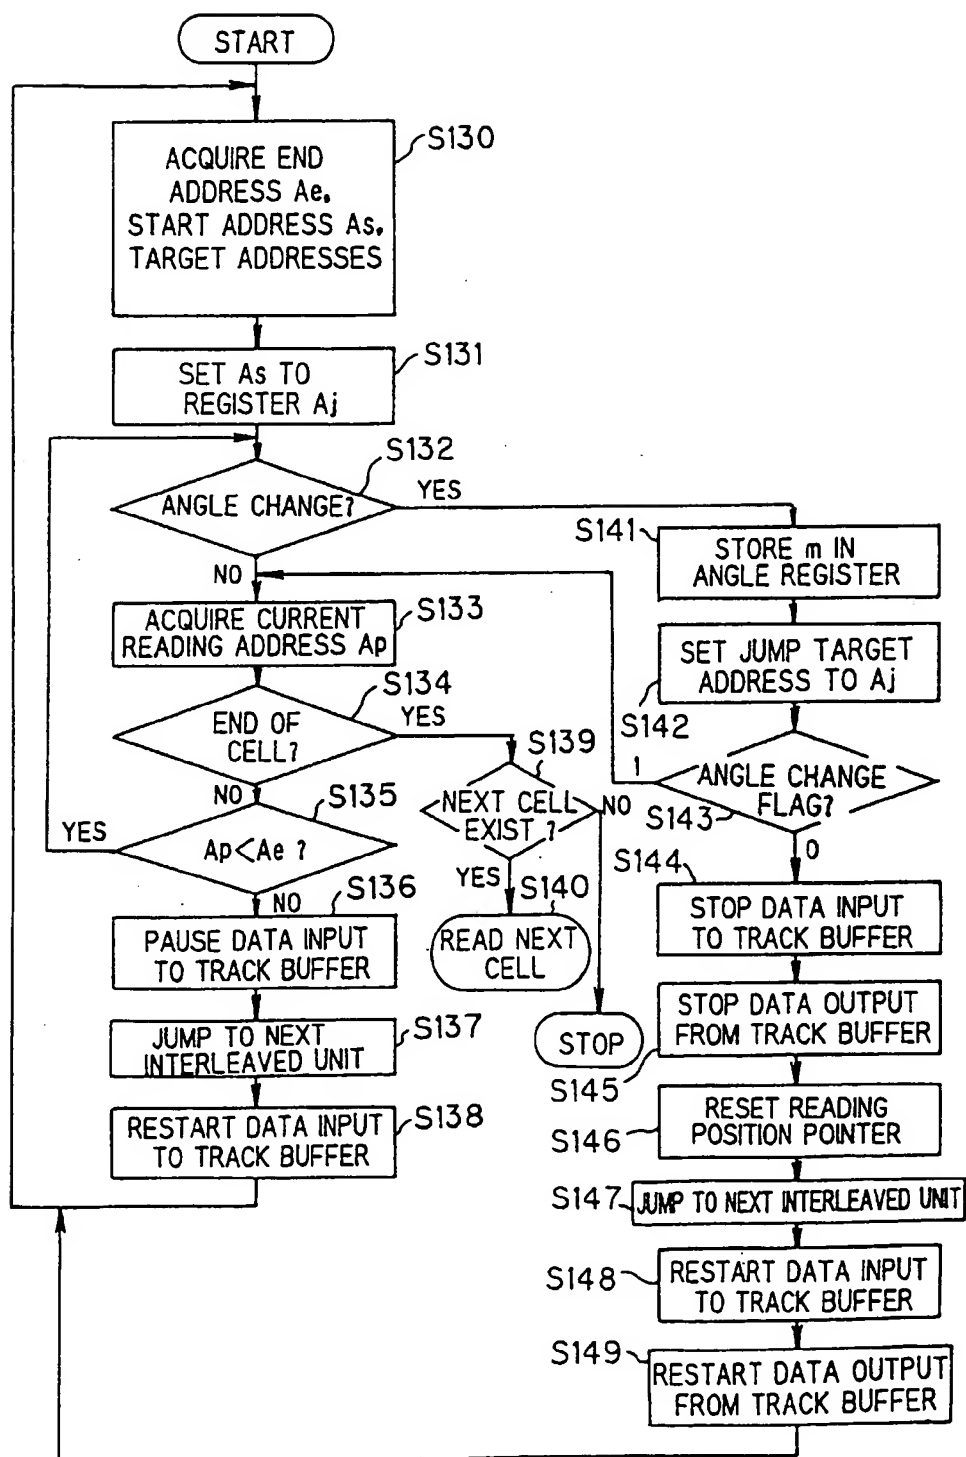 START
S130
ACQUIRE END
ADDRESS Ae,
START ADDRESS As,
TARGET ADDRESSES
S131
SET As TO
REGISTER Aj
S132
ANGLE CHANGE?
YES
NO
S133
ACQUIRE CURRENT
READING ADDRESS Ap
S134
END OF
CELL?
YES
NO
S135
Ap<Ae ?
YES
NO
S136
PAUSE DATA INPUT
TO TRACK BUFFER
S137
JUMP TO NEXT
INTERLEAVED UNIT
S138
RESTART DATA INPUT
TO TRACK BUFFER
S139
NEXT CELL
EXIST ?
NO
YES
S140
READ NEXT
CELL
STOP
S141
STORE m IN
ANGLE REGISTER
SET JUMP TARGET
ADDRESS TO Aj
S142
1
ANGLE CHANGE
FLAG?
S143
0
S144
STOP DATA INPUT
TO TRACK BUFFER
STOP DATA OUTPUT
FROM TRACK BUFFER
S145
RESET READING
POSITION POINTER
S146
S147
JUMP TO NEXT INTERLEAVED UNIT
S148
RESTART DATA INPUT
TO TRACK BUFFER
S149
RESTART DATA OUTPUT
FROM TRACK BUFFER